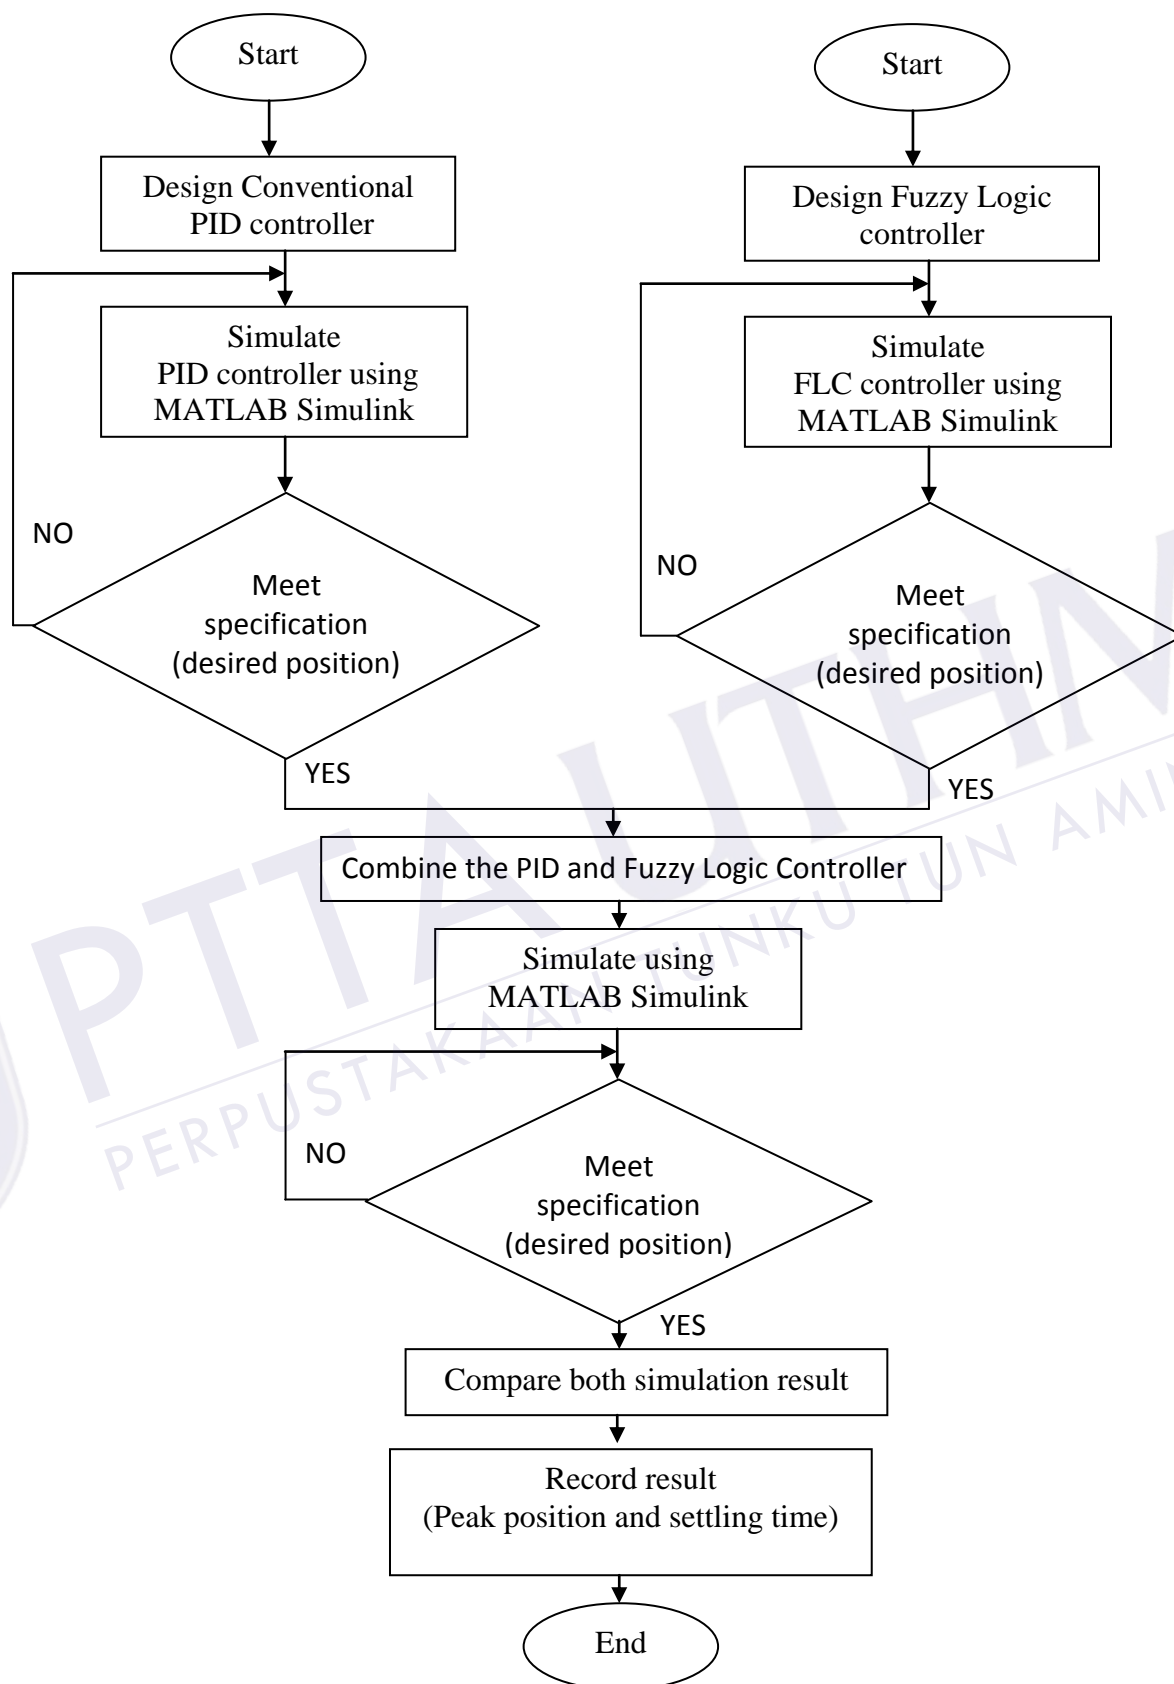 Start
Design Conventional
PID controller
Simulate
PID controller using
MATLAB Simulink
NO
Meet
specification
(desired position)
YES
Start
Design Fuzzy Logic
controller
Simulate
FLC controller using
MATLAB Simulink
NO
Meet
specification
(desired position)
YES
Combine the PID and Fuzzy Logic Controller
Simulate using
MATLAB Simulink
NO
Meet
specification
(desired position)
YES
Compare both simulation result
Record result
(Peak position and settling time)
End
PTTA UTHM
PERPUSTAKAAN TUNKU TUN AMIN